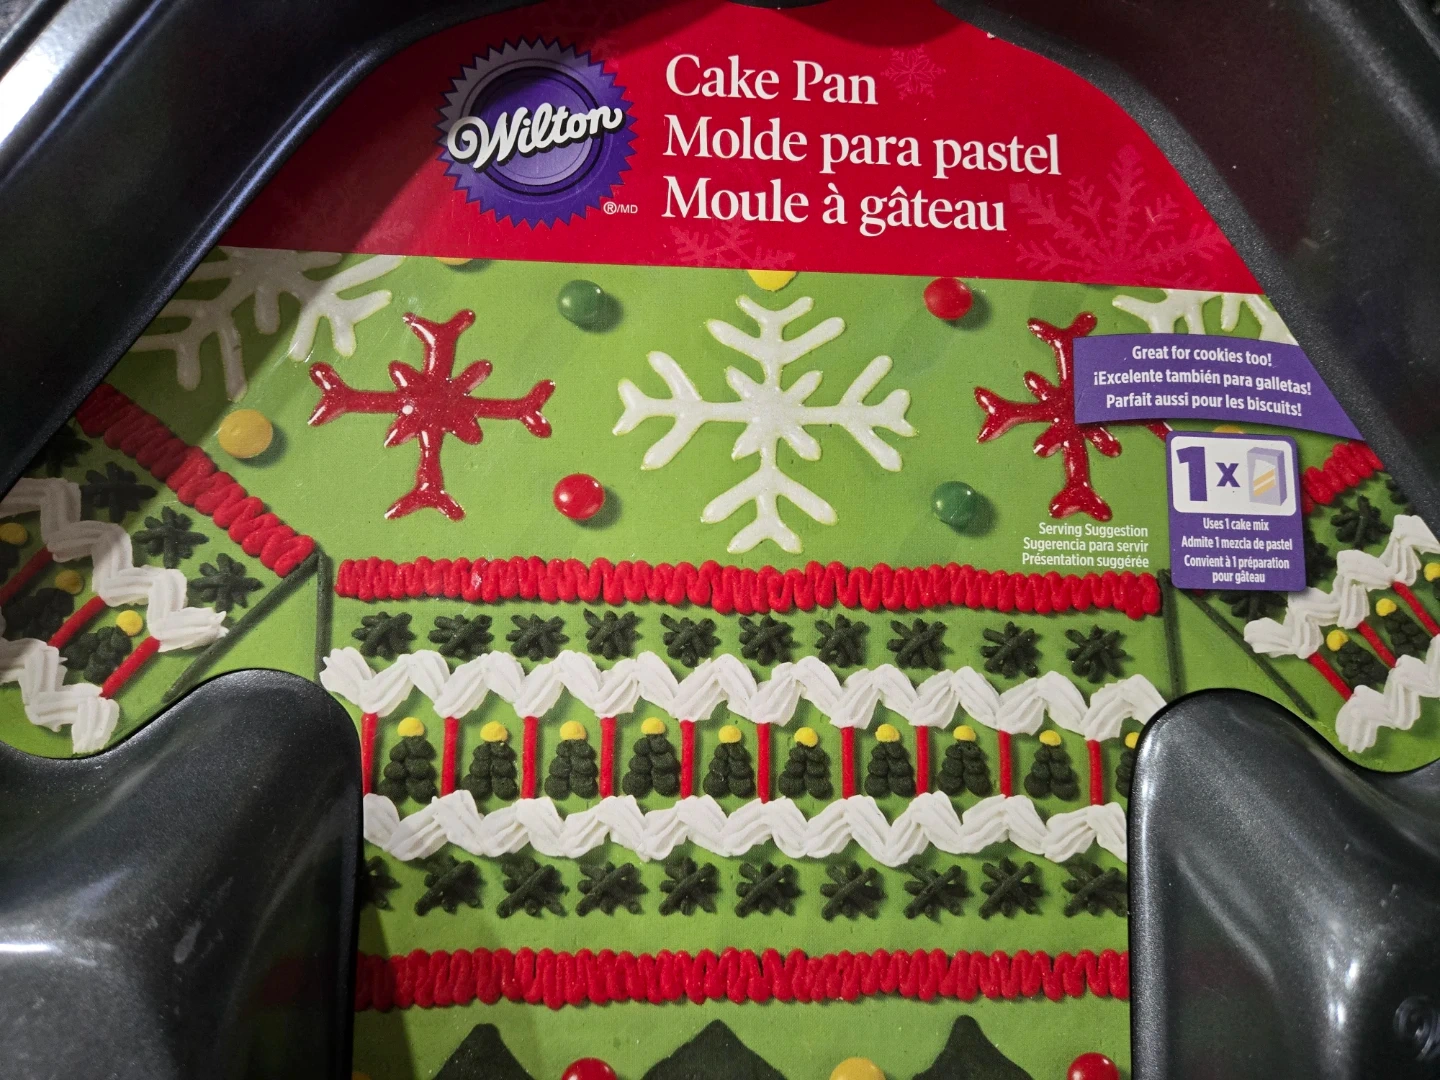 Wilton
®/MD
Cake Pan
Molde para pastel
Moule à gâteau
Great for cookies too!
¡Excelente también para galletas!
Parfait aussi pour les biscuits!
1 x
Uses 1 cake mix
Admite 1 mezcla de pastel
Convient à 1 préparation
pour gâteau
Serving Suggestion
Sugerencia para servir
Présentation suggérée